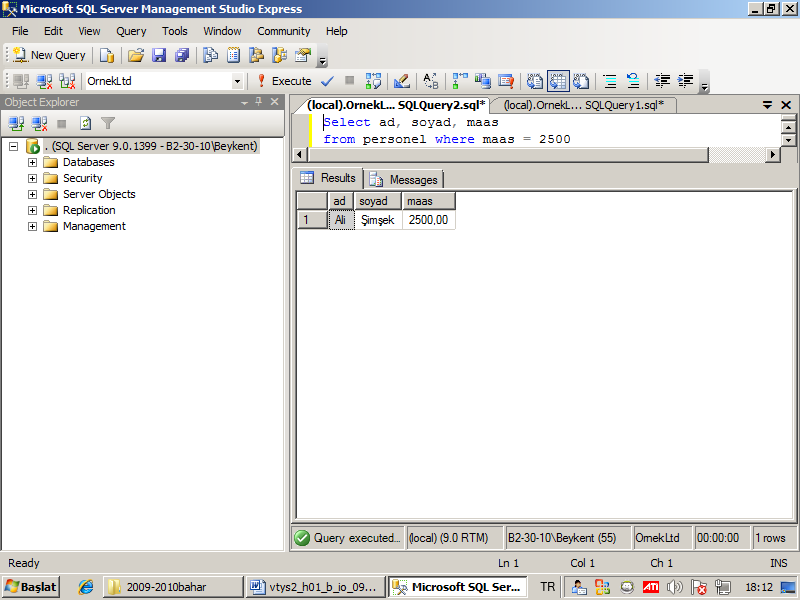 Microsoft SQL Server Management Studio Express
File Edit View Query Tools Window Community Help
New Query
OrnekLtd Execute
Object Explorer
(local).OrnekL... SQLQuery2.sql* (local).OrnekL... SQLQuery1.sql*
. (SQL Server 9.0.1399 - B2-30-10\Beykent)
Databases
Security
Server Objects
Replication
Management
Select ad, soyad, maas
from personel where maas = 2500
Results Messages
ad soyad maas
1 Ali Şimşek 2500,00
Query executed... (local) (9.0 RTM) B2-30-10\Beykent (55) OrnekLtd 00:00:00 1 rows
Ready Ln 1 Col 1 Ch 1 INS
Başlat 2009-2010bahar vtys2_h01_b_io_09... Microsoft SQL Ser... TR ATI 18:12